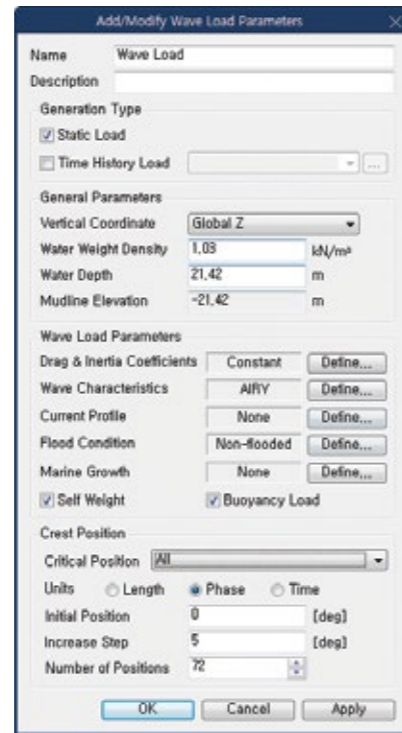 Add/Modify Wave Load Parameters
Name Wave Load
Description
Generation Type
Static Load
Time History Load ...
General Parameters
Vertical Coordinate Global Z
Water Weight Density 1,03 kN/m³
Water Depth 21,42 m
Mudline Elevation -21,42 m
Wave Load Parameters
Drag & Inertia Coefficients Constant Define...
Wave Characteristics AIRY Define...
Current Profile None Define...
Flood Condition Non-flooded Define...
Marine Growth None Define...
Self Weight Buoyancy Load
Crest Position
Critical Position All
Units Length Phase Time
Initial Position 0 [deg]
Increase Step 5 [deg]
Number of Positions 72
OK Cancel Apply